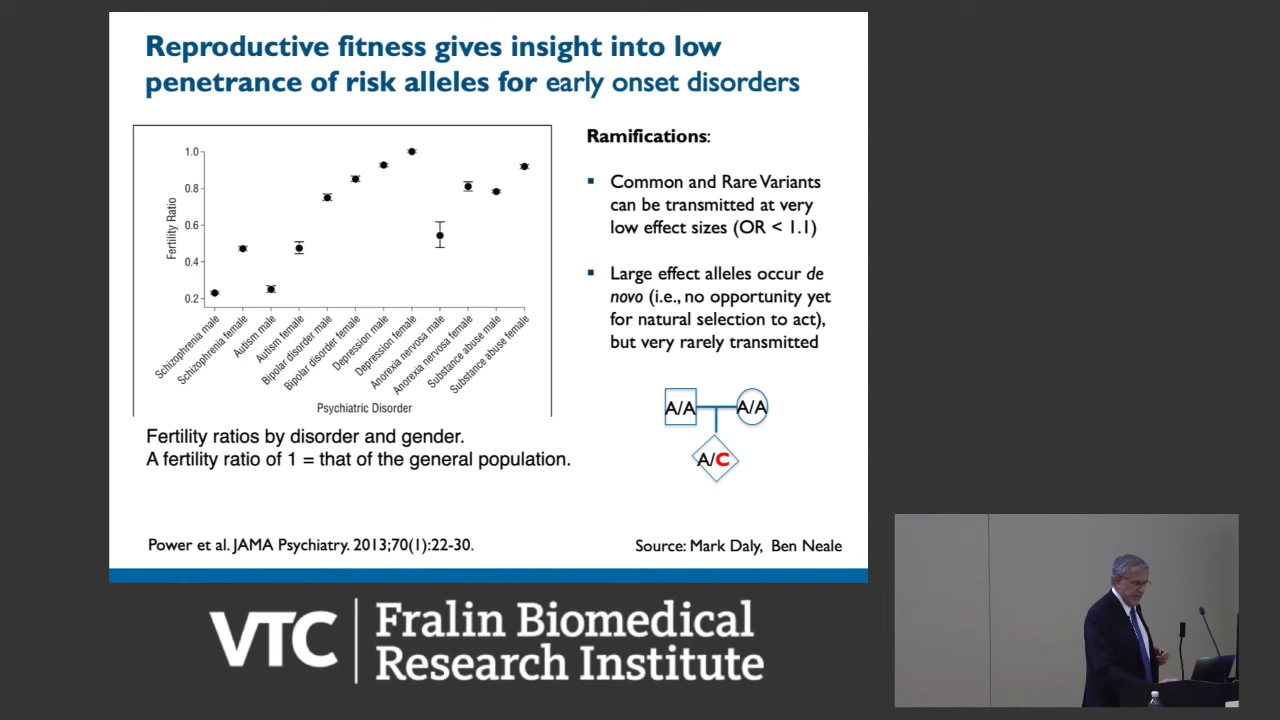 Reproductive fitness gives insight into low
penetrance of risk alleles for early onset disorders
1.0
0.8
0.6
0.4
0.2
Fertility Ratio
Schizophrenia male
Schizophrenia female
Autism male
Autism female
Bipolar disorder male
Bipolar disorder female
Depression male
Depression female
Anorexia nervosa male
Anorexia nervosa female
Substance abuse male
Substance abuse female
Psychiatric Disorder
Fertility ratios by disorder and gender.
A fertility ratio of 1 = that of the general population.
Ramifications:
Common and Rare Variants
can be transmitted at very
low effect sizes (OR < 1.1)
Large effect alleles occur de
novo (i.e., no opportunity yet
for natural selection to act),
but very rarely transmitted
A/A
A/A
A/C
Power et al. JAMA Psychiatry. 2013;70(1):22-30.
Source: Mark Daly, Ben Neale
VTC
Fralin Biomedical
Research Institute